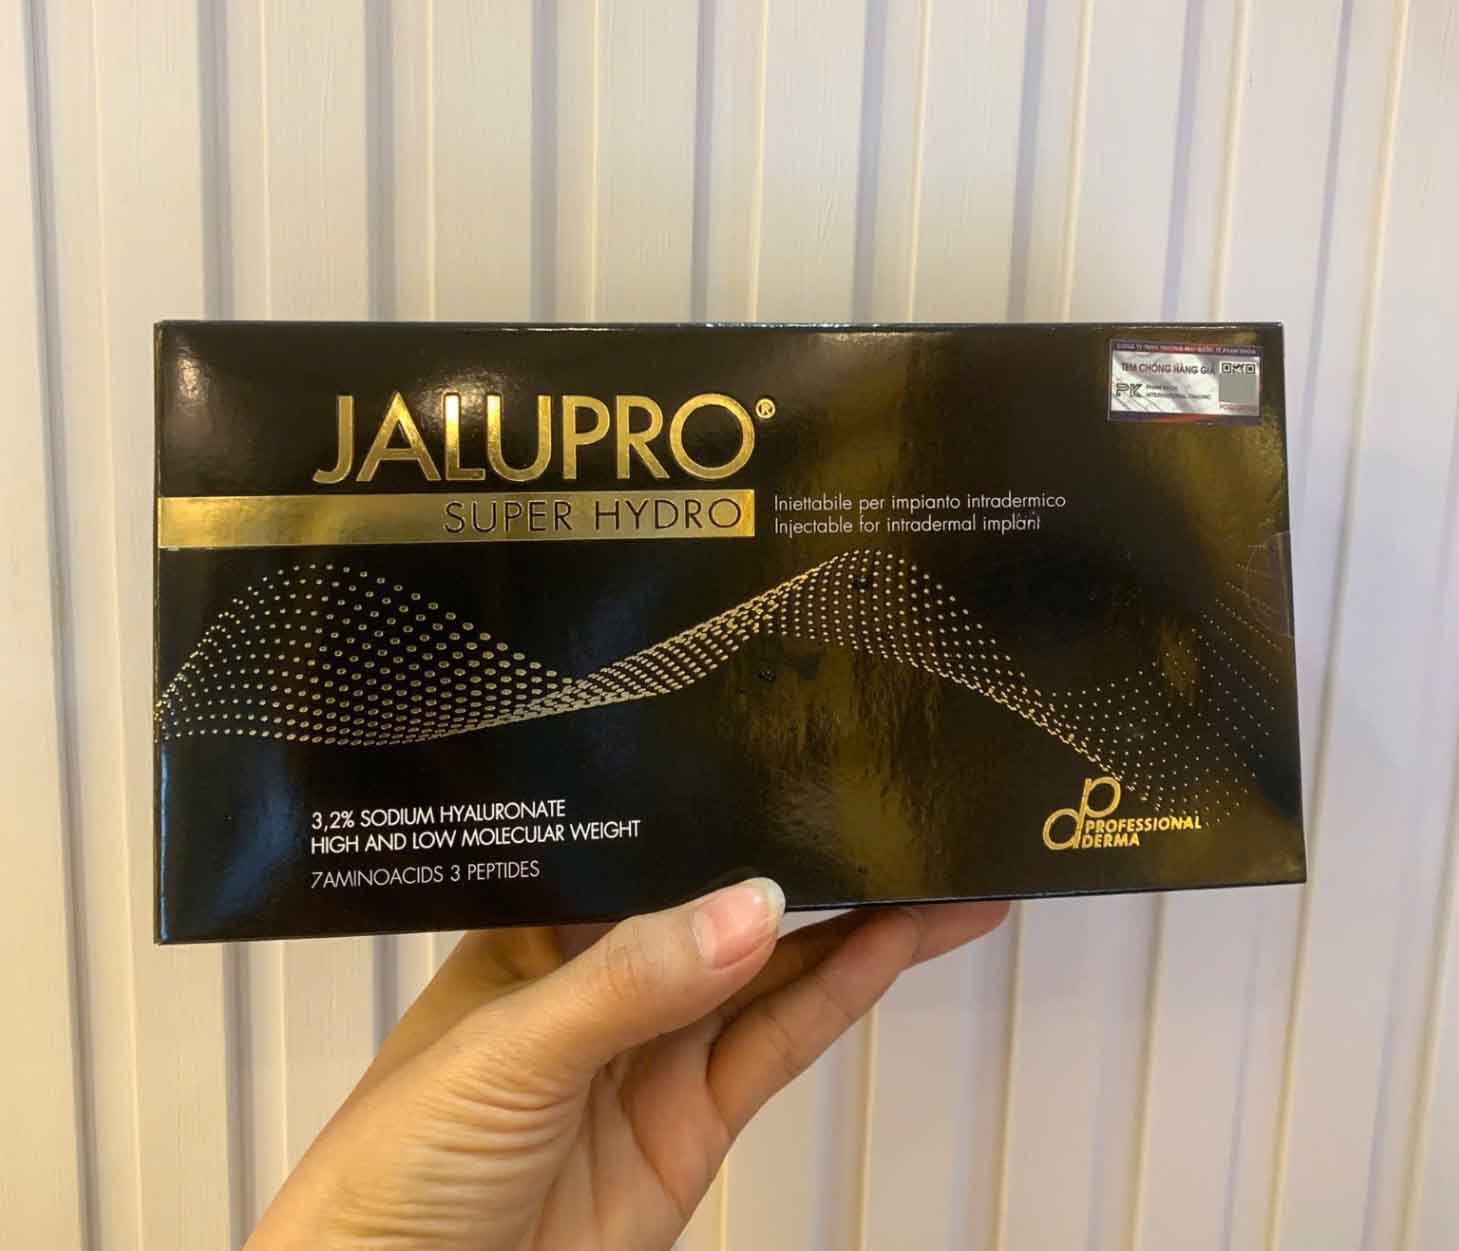 JALUPRO®
SUPER HYDRO
Iniettabile per impianto intradermico
Injectable for intradermal implant
TEM CHỐNG HÀNG GIẢ
PK
3,2% SODIUM HYALURONATE
HIGH AND LOW MOLECULAR WEIGHT
7AMINOACIDS 3 PEPTIDES
dp
PROFESSIONAL
DERMA